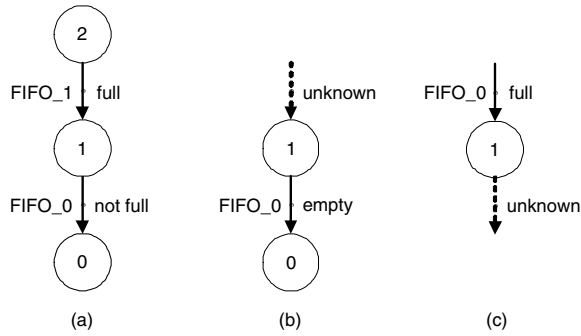 2
FIFO_1 full
1
FIFO_0 not full
0
(a)
unknown
1
FIFO_0 empty
0
(b)
FIFO_0 full
1
unknown
(c)